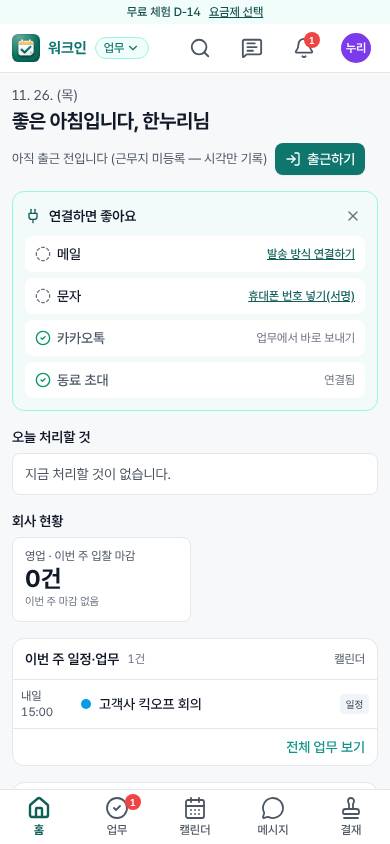 무료 체험 D-14 요금제 선택
워크인 업무 1 누리
11. 26. (목)
좋은 아침입니다, 한누리님
아직 출근 전입니다 (근무지 미등록 — 시각만 기록) 출근하기
연결하면 좋아요
메일 발송 방식 연결하기
문자 휴대폰 번호 넣기(서명)
카카오톡 업무에서 바로 보내기
동료 초대 연결됨
오늘 처리할 것
지금 처리할 것이 없습니다.
회사 현황
영업 · 이번 주 입찰 마감
0건
이번 주 마감 없음
이번 주 일정·업무 1건 캘린더
내일
15:00 고객사 킥오프 회의 일정
전체 업무 보기
1
홈 업무 캘린더 메시지 결재